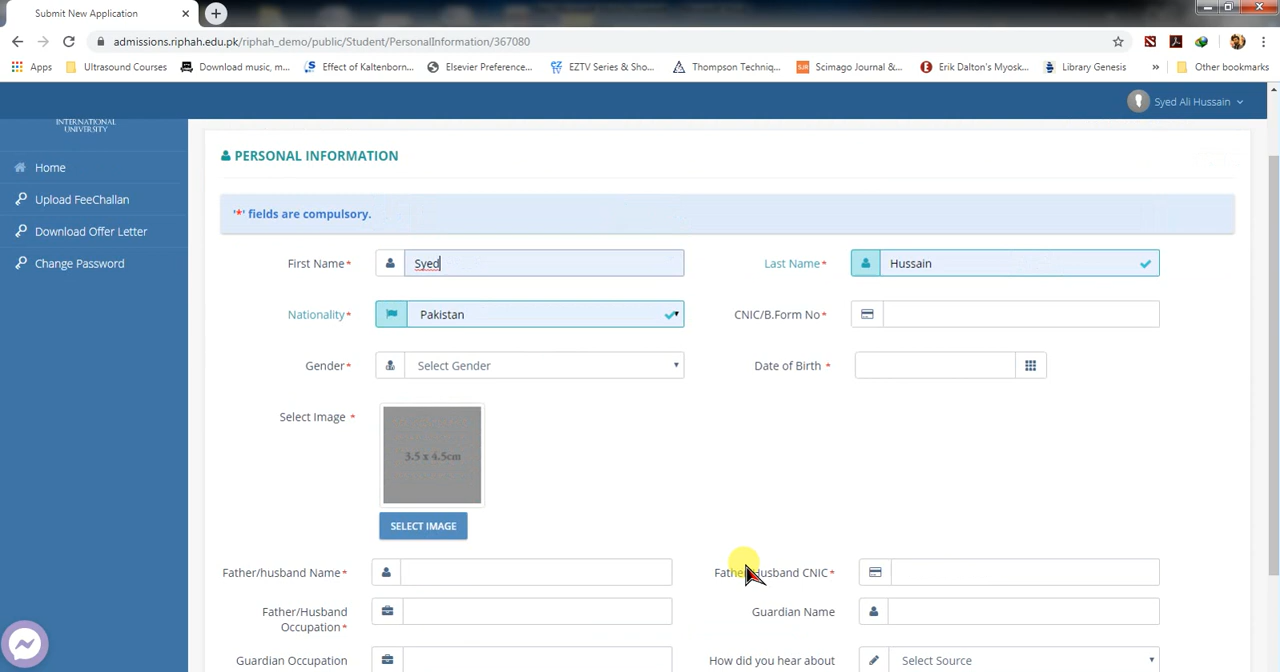 Submit New Application
admissions.riphah.edu.pk/riphah_demo/public/Student/PersonalInformation/367080
Apps
Ultrasound Courses
Download music, m...
Effect of Kaltenborn...
Elsevier Preference...
EZTV Series & Sho...
Thompson Techniq...
SJR
Scimago Journal &...
Erik Dalton's Myosk...
Library Genesis
»
Other bookmarks
Syed Ali Hussain
INTERNATIONAL
UNIVERSITY
Home
Upload FeeChallan
Download Offer Letter
Change Password
PERSONAL INFORMATION
'*' fields are compulsory.
First Name*
Syed
Last Name*
Hussain
Nationality*
Pakistan
CNIC/B.Form No*
Gender*
Select Gender
Date of Birth *
Select Image *
3.5 x 4.5cm
SELECT IMAGE
Father/husband Name*
Father/Husband CNIC*
Father/Husband
Occupation*
Guardian Name
Guardian Occupation
How did you hear about
Select Source